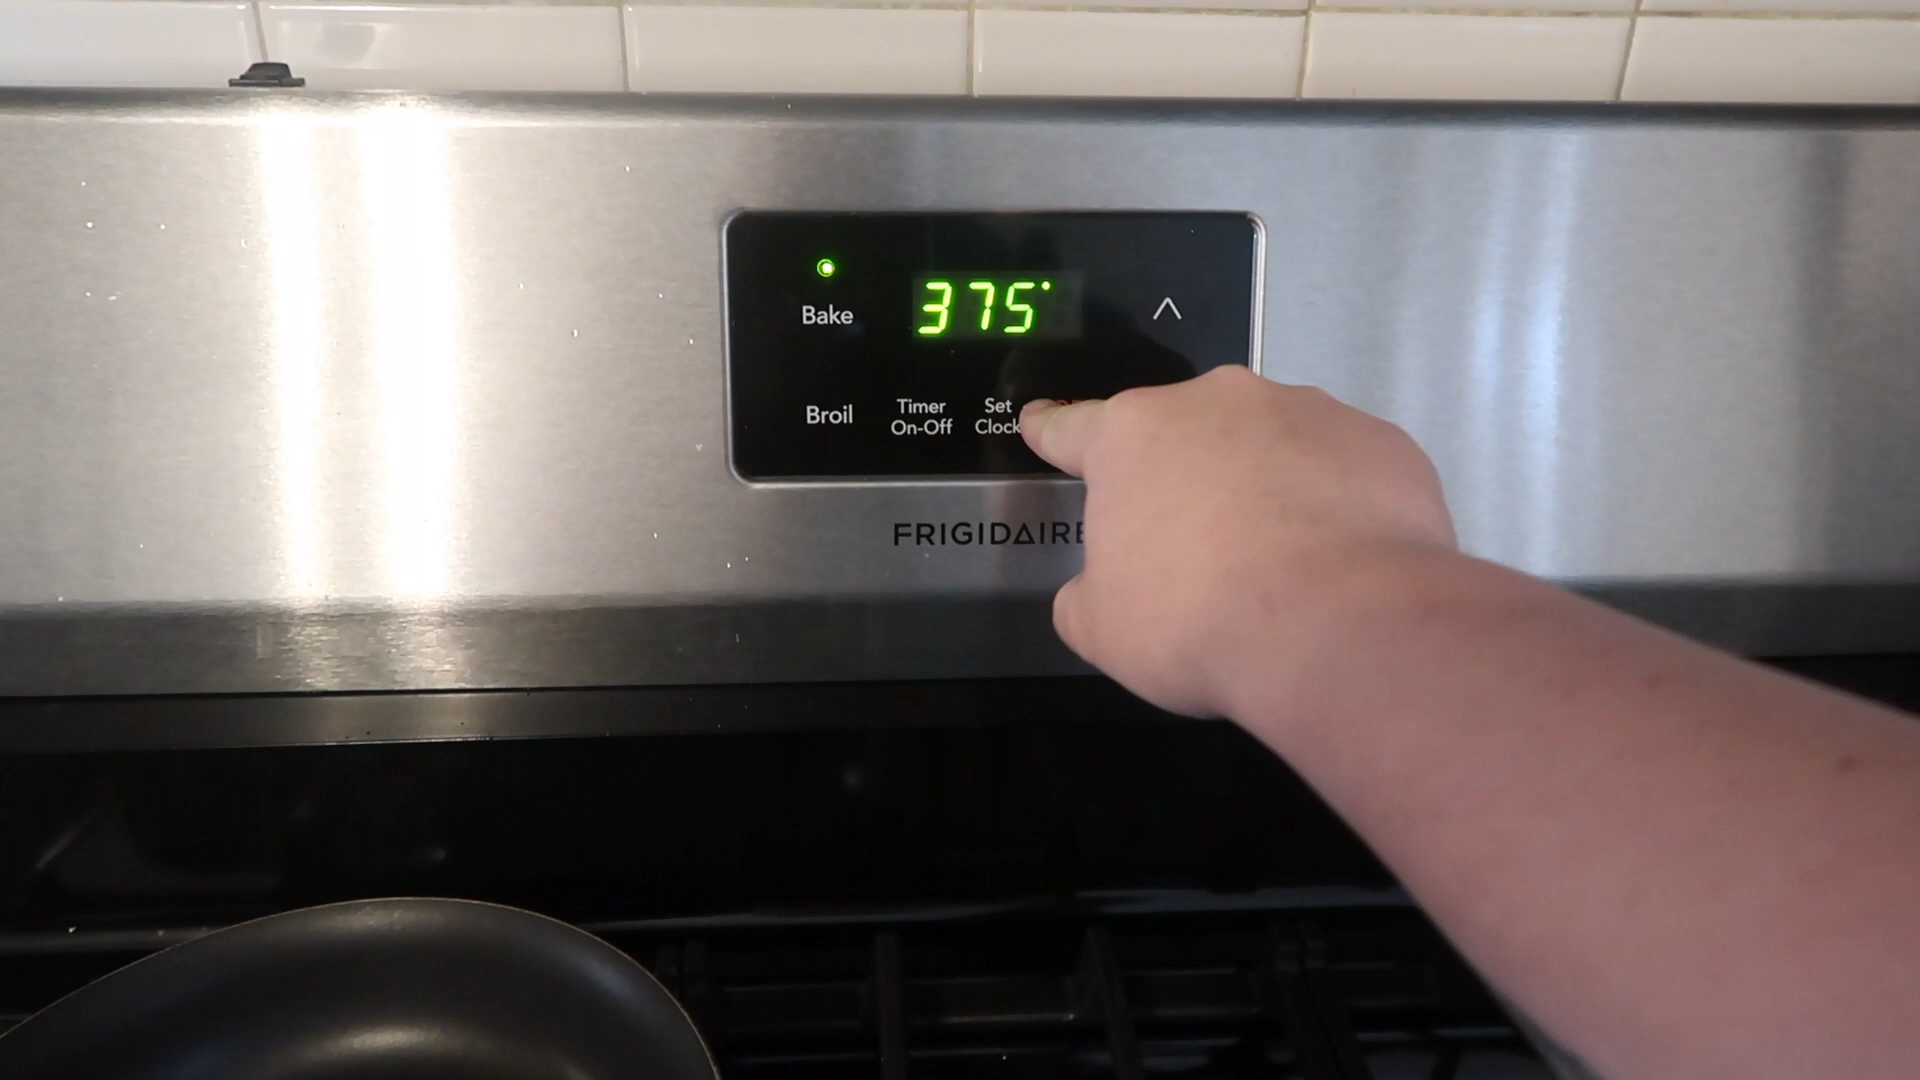 Bake
375°
Broil
Timer
On-Off
Set
Clock
FRIGIDAIRE